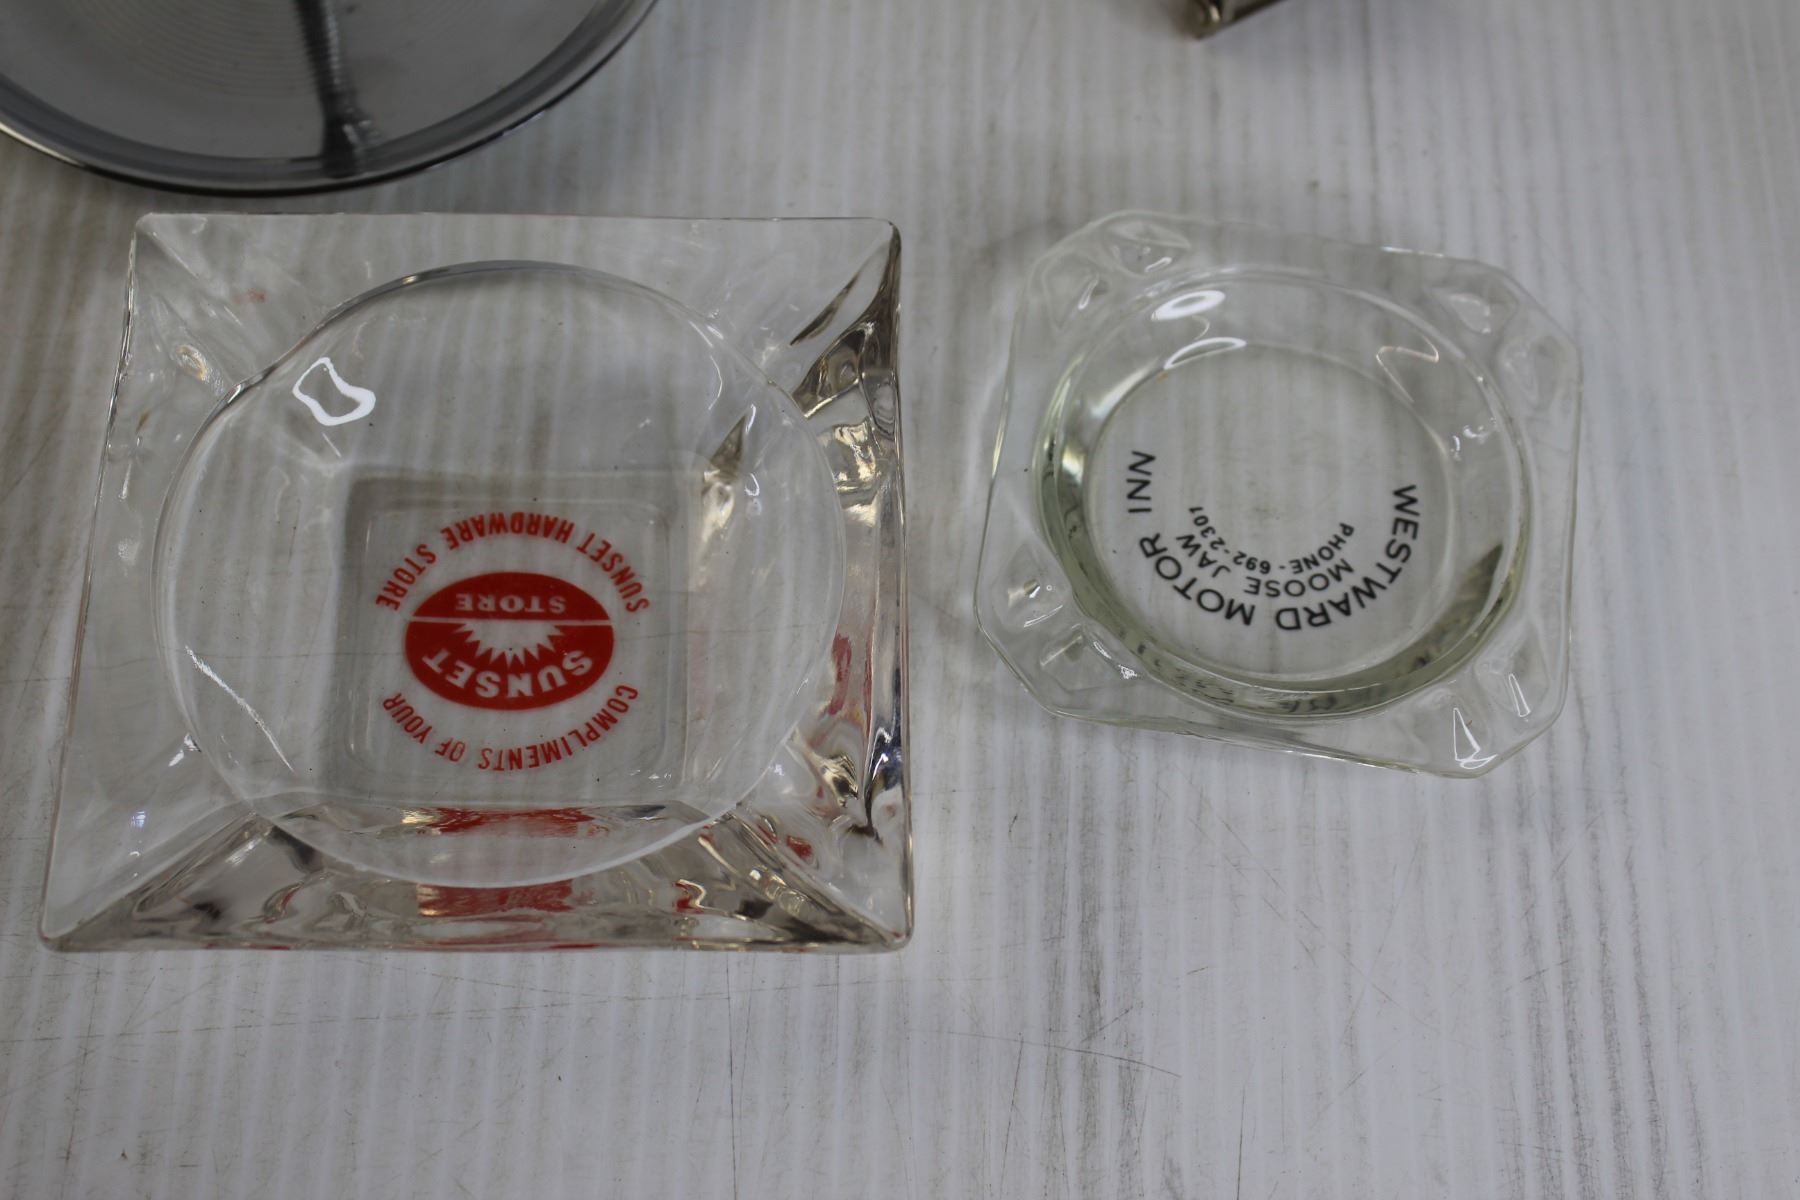 COMPLIMENTS OF YOUR
SUNSET
STORE
SUNSET HARDWARE STORE
WESTWARD MOTOR INN
MOOSE JAW
PHONE - 692-2301